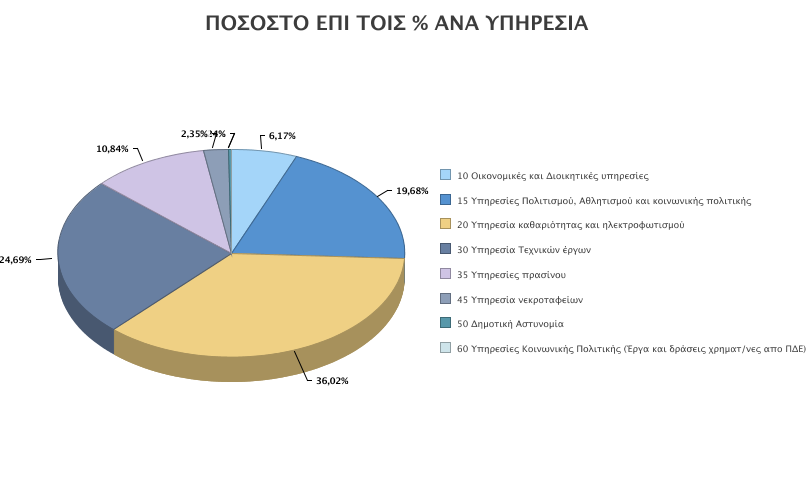 ΠΟΣΟΣΤΟ ΕΠΙ ΤΟΙΣ % ΑΝΑ ΥΠΗΡΕΣΙΑ
2,35%
6,17%
10,84%
19,68%
24,69%
36,02%
10 Οικονομικές και Διοικητικές υπηρεσίες
15 Υπηρεσίες Πολιτισμού, Αθλητισμού και κοινωνικής πολιτικής
20 Υπηρεσία καθαριότητας και ηλεκτροφωτισμού
30 Υπηρεσία Τεχνικών έργων
35 Υπηρεσίες πρασίνου
45 Υπηρεσία νεκροταφείων
50 Δημοτική Αστυνομία
60 Υπηρεσίες Κοινωνικής Πολιτικής (Έργα και δράσεις χρηματ/νες απο ΠΔΕ)